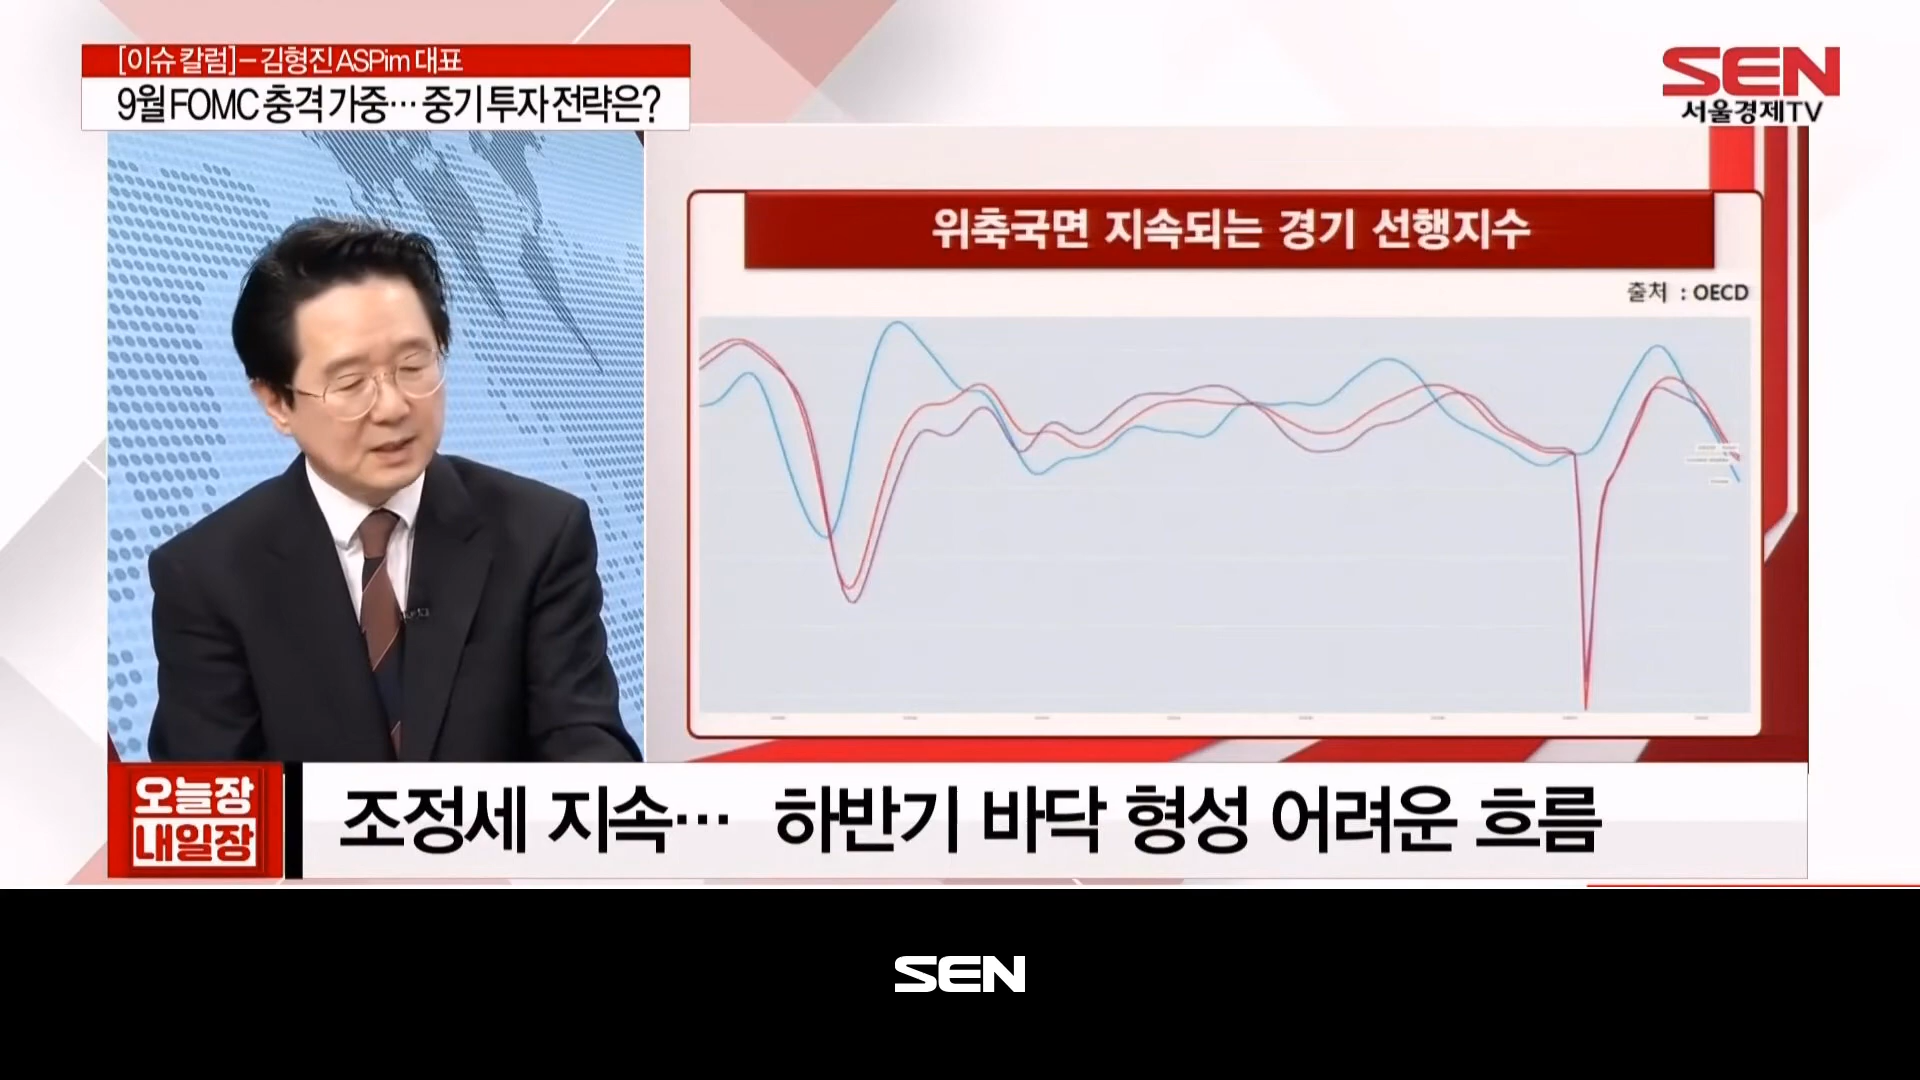 [이슈 칼럼] – 김형진 ASPim 대표
9월 FOMC 충격 가중… 중기 투자 전략은?
SEN
서울경제TV
위축국면 지속되는 경기 선행지수
출처 : OECD
오늘장
내일장
조정세 지속… 하반기 바닥 형성 어려운 흐름
SEN